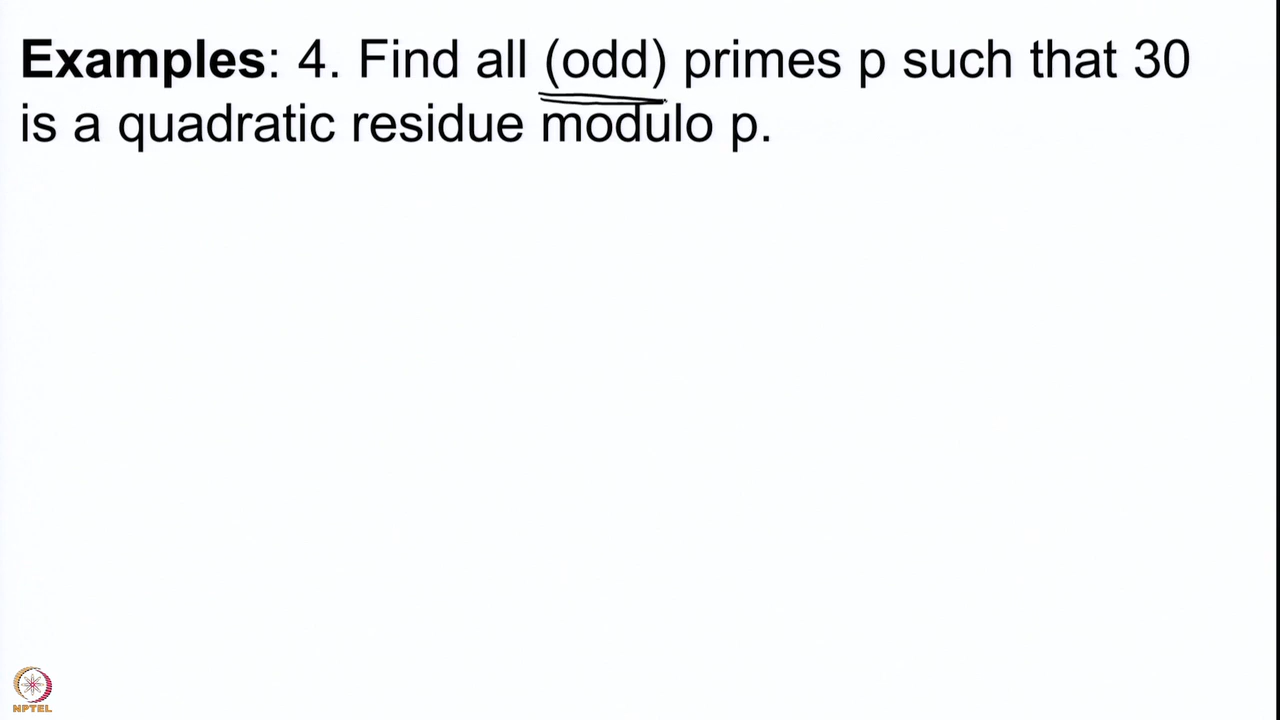 Examples: 4. Find all (odd) primes p such that 30
is a quadratic residue modulo p.
NPTEL